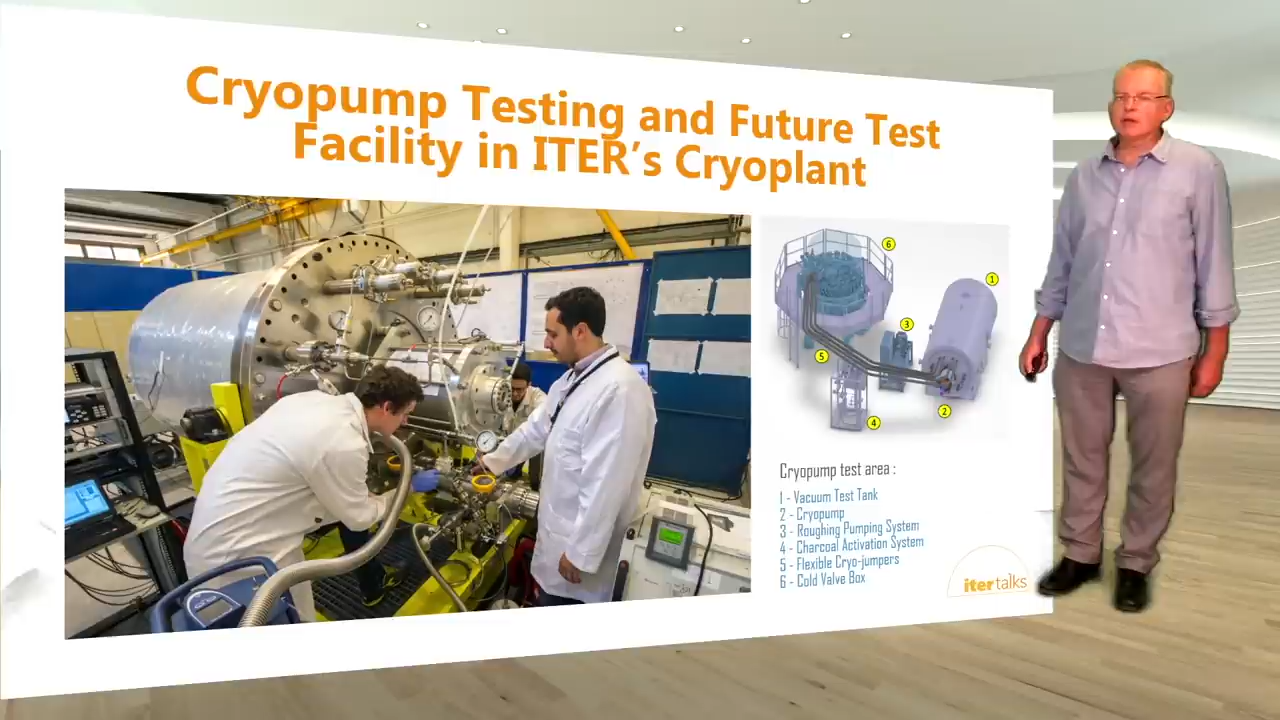 Cryopump Testing and Future Test
Facility in ITER's Cryoplant
6
1
3
5
2
4
Cryopump test area :
1 - Vacuum Test Tank
2 - Cryopump
3 - Roughing Pumping System
4 - Charcoal Activation System
5 - Flexible Cryo-jumpers
6 - Cold Valve Box
iter talks